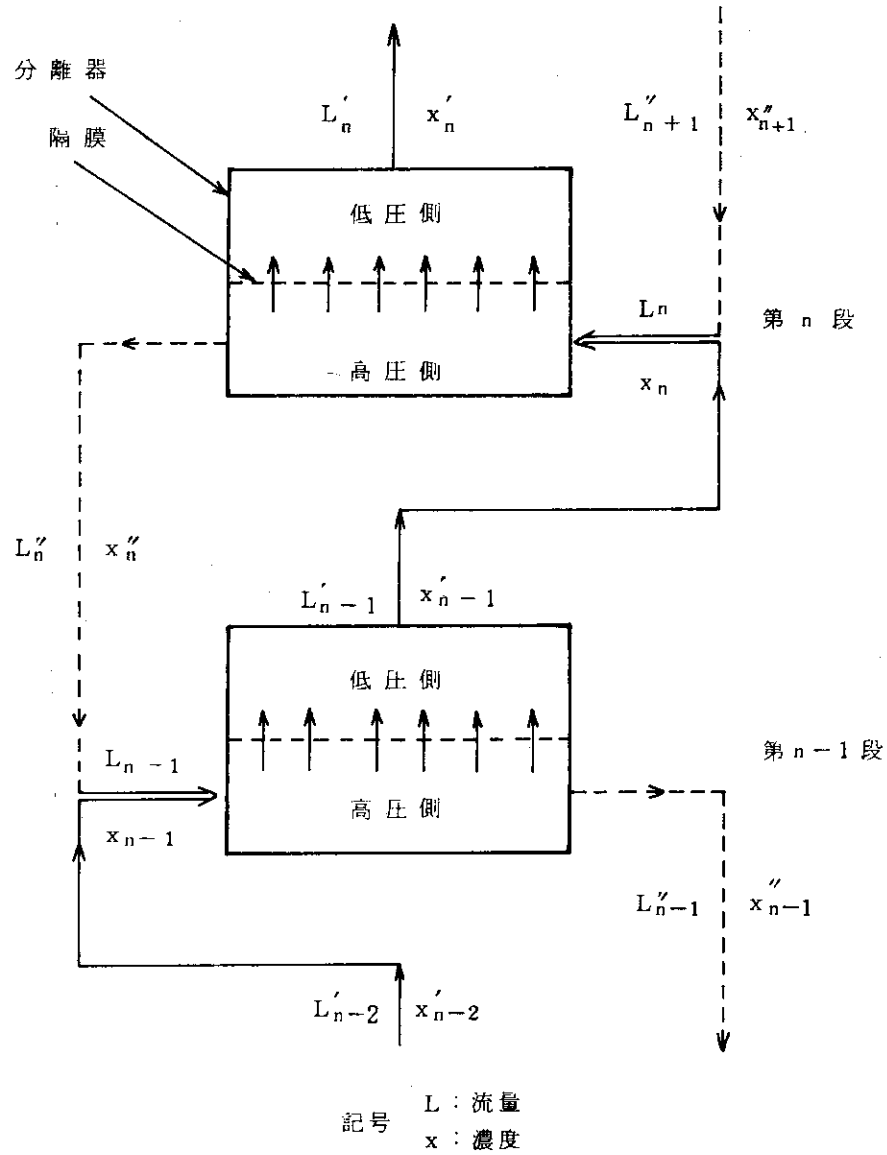 分離器
隔膜
L′n x′n
L″n+1 x″n+1
低圧側
Ln
xn
第n段
高圧側
L″n x″n
L′n-1 x′n-1
低圧側
Ln-1
xn-1
第n-1段
高圧側
L″n-1 x″n-1
L′n-2 x′n-2
記号
L:流量
x:濃度